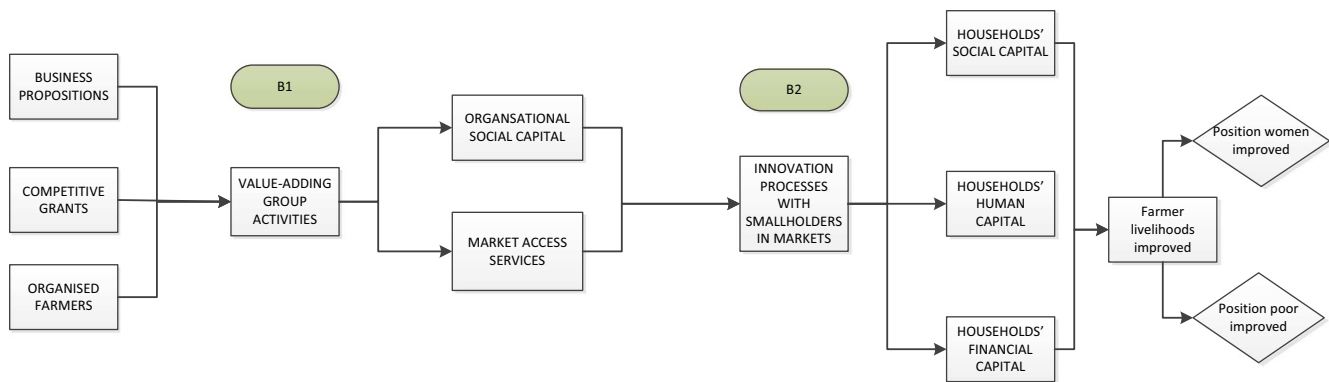 BUSINESS
PROPOSITIONS
COMPETITIVE
GRANTS
ORGANISED
FARMERS
B1
VALUE-ADDING
GROUP
ACTIVITIES
ORGANSATIONAL
SOCIAL CAPITAL
MARKET ACCESS
SERVICES
B2
INNOVATION
PROCESSES
WITH
SMALLHOLDERS
IN MARKETS
HOUSEHOLDS’
SOCIAL CAPITAL
HOUSEHOLDS’
HUMAN
CAPITAL
HOUSEHOLDS’
FINANCIAL
CAPITAL
Farmer
livelihoods
improved
Position women
improved
Position poor
improved